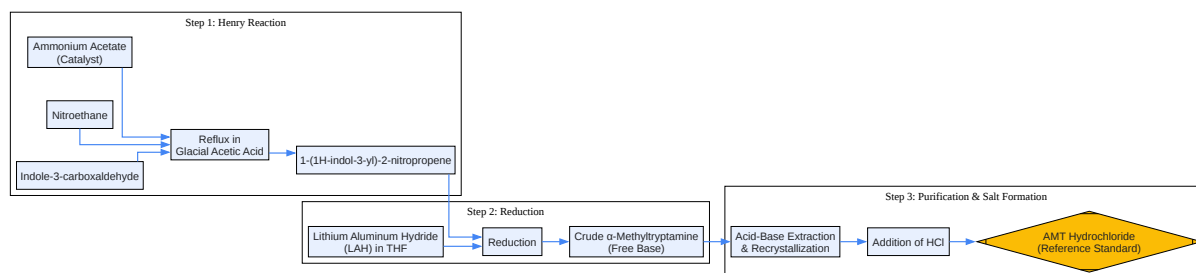 Step 1: Henry Reaction
Ammonium Acetate
(Catalyst)
Nitroethane
Indole-3-carboxaldehyde
Reflux in
Glacial Acetic Acid
1-(1H-indol-3-yl)-2-nitropropene
Step 2: Reduction
Lithium Aluminum Hydride
(LAH) in THF
Reduction
Crude α-Methyltryptamine
(Free Base)
Step 3: Purification & Salt Formation
Acid-Base Extraction
& Recrystallization
Addition of HCl
AMT Hydrochloride
(Reference Standard)